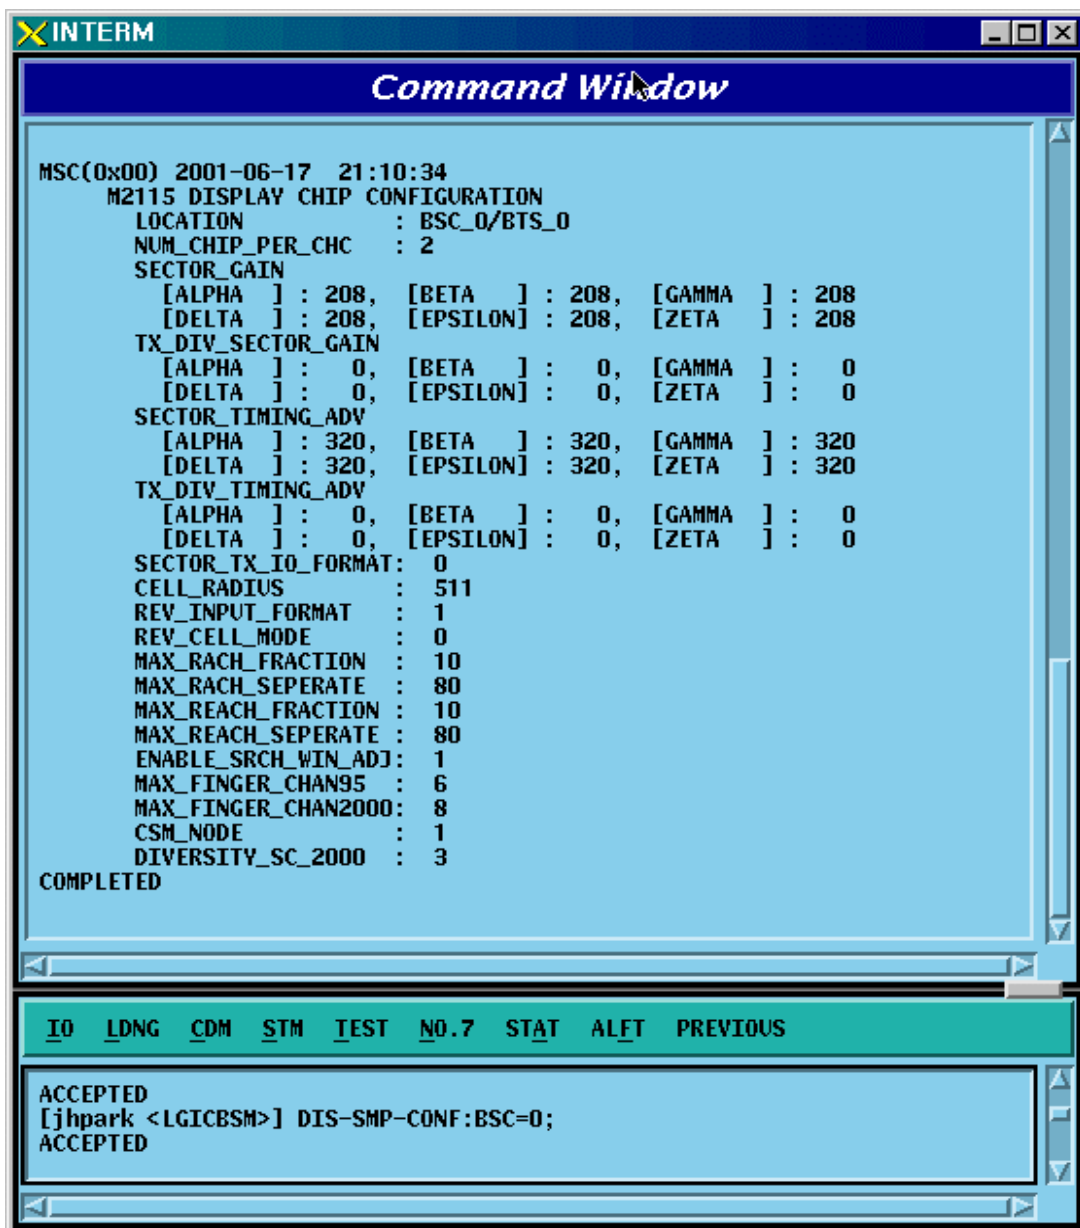 INTERM
Command Window
MSC(0x00) 2001-06-17  21:10:34
M2115 DISPLAY CHIP CONFIGURATION
LOCATION : BSC_0/BTS_0
NUM_CHIP_PER_CHC : 2
SECTOR_GAIN
[ALPHA ] : 208, [BETA ] : 208, [GAMMA ] : 208
[DELTA ] : 208, [EPSILON] : 208, [ZETA ] : 208
TX_DIV_SECTOR_GAIN
[ALPHA ] : 0, [BETA ] : 0, [GAMMA ] : 0
[DELTA ] : 0, [EPSILON] : 0, [ZETA ] : 0
SECTOR_TIMING_ADV
[ALPHA ] : 320, [BETA ] : 320, [GAMMA ] : 320
[DELTA ] : 320, [EPSILON] : 320, [ZETA ] : 320
TX_DIV_TIMING_ADV
[ALPHA ] : 0, [BETA ] : 0, [GAMMA ] : 0
[DELTA ] : 0, [EPSILON] : 0, [ZETA ] : 0
SECTOR_TX_IO_FORMAT: 0
CELL_RADIUS : 511
REV_INPUT_FORMAT : 1
REV_CELL_MODE : 0
MAX_RACH_FRACTION : 10
MAX_RACH_SEPERATE : 80
MAX_REACH_FRACTION : 10
MAX_REACH_SEPERATE : 80
ENABLE_SRCH_WIN_ADJ: 1
MAX_FINGER_CHAN95 : 6
MAX_FINGER_CHAN2000: 8
CSM_NODE : 1
DIVERSITY_SC_2000 : 3
COMPLETED
IO LDNG CDM STM TEST NO.7 STAT ALFT PREVIOUS
ACCEPTED
[jhpark <LGICBSM>] DIS-SMP-CONF:BSC=0;
ACCEPTED